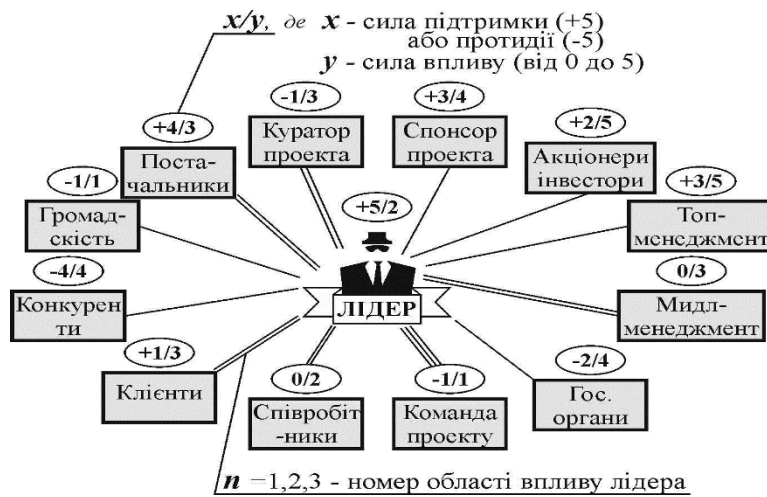 x/y, де x - сила підтримки (+5)
або протидії (-5)
y - сила впливу (від 0 до 5)
-1/3
+3/4
+4/3
Куратор
проекта
Спонсор
проекта
+2/5
Поста-
чальники
Акціонери
інвестори
-1/1
+3/5
Громад-
скість
+5/2
Топ-
менеджмент
-4/4
0/3
Конкурен
ти
ЛІДЕР
Мидл-
менеджмент
+1/3
0/2
-1/1
-2/4
Клієнти
Співробіт
-ники
Команда
проекту
Гос.
органи
n =1,2,3 - номер області впливу лідера